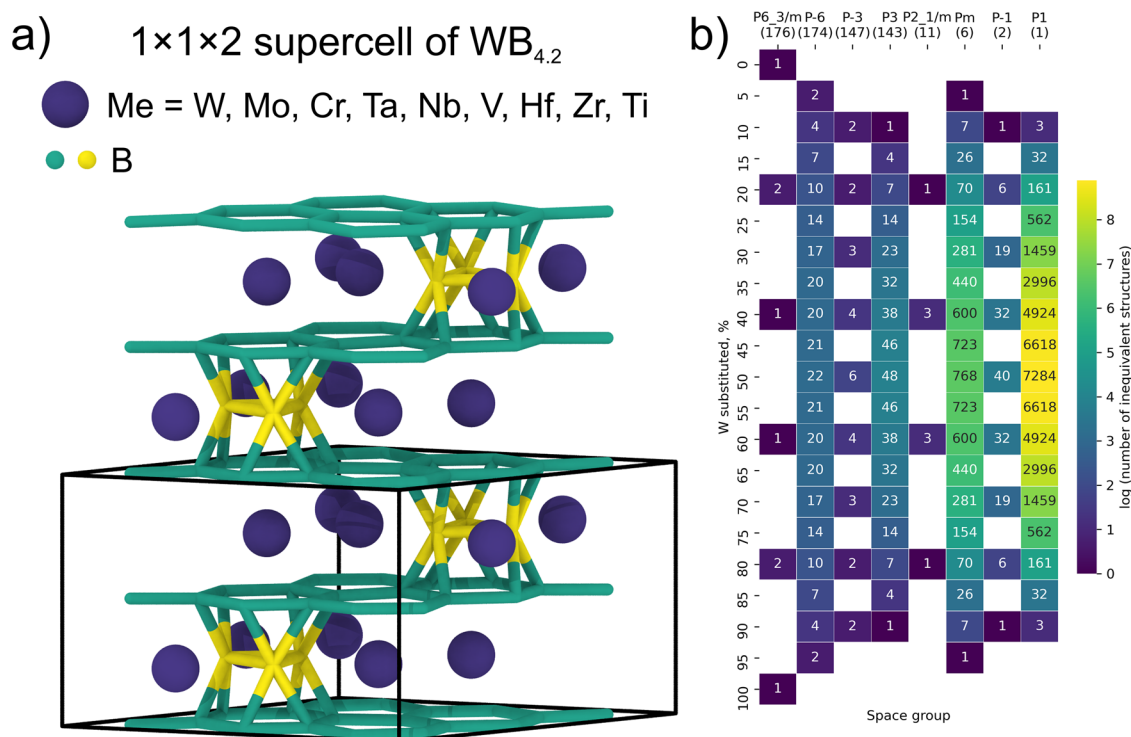 a)
1×1×2 supercell of WB4.2
Me = W, Mo, Cr, Ta, Nb, V, Hf, Zr, Ti
B
b)
P6_3/m P-6 P-3 P3 P2_1/m Pm P-1 P1
(176) (174) (147) (143) (11) (6) (2) (1)
0 1
5 2 1
10 4 2 1 7 1 3
15 7 4 26 32
20 2 10 2 7 1 70 6 161
25 14 14 154 562
30 17 3 23 281 19 1459
35 20 32 440 2996
40 1 20 4 38 3 600 32 4924
45 21 46 723 6618
50 22 6 48 768 40 7284
55 21 46 723 6618
60 1 20 4 38 3 600 32 4924
65 20 32 440 2996
70 17 3 23 281 19 1459
75 14 14 154 562
80 2 10 2 7 1 70 6 161
85 7 4 26 32
90 4 2 1 7 1 3
95 2 1
100 1
W substituted, %
Space group
8
7
6
5
4
3
2
1
0
log (number of inequivalent structures)